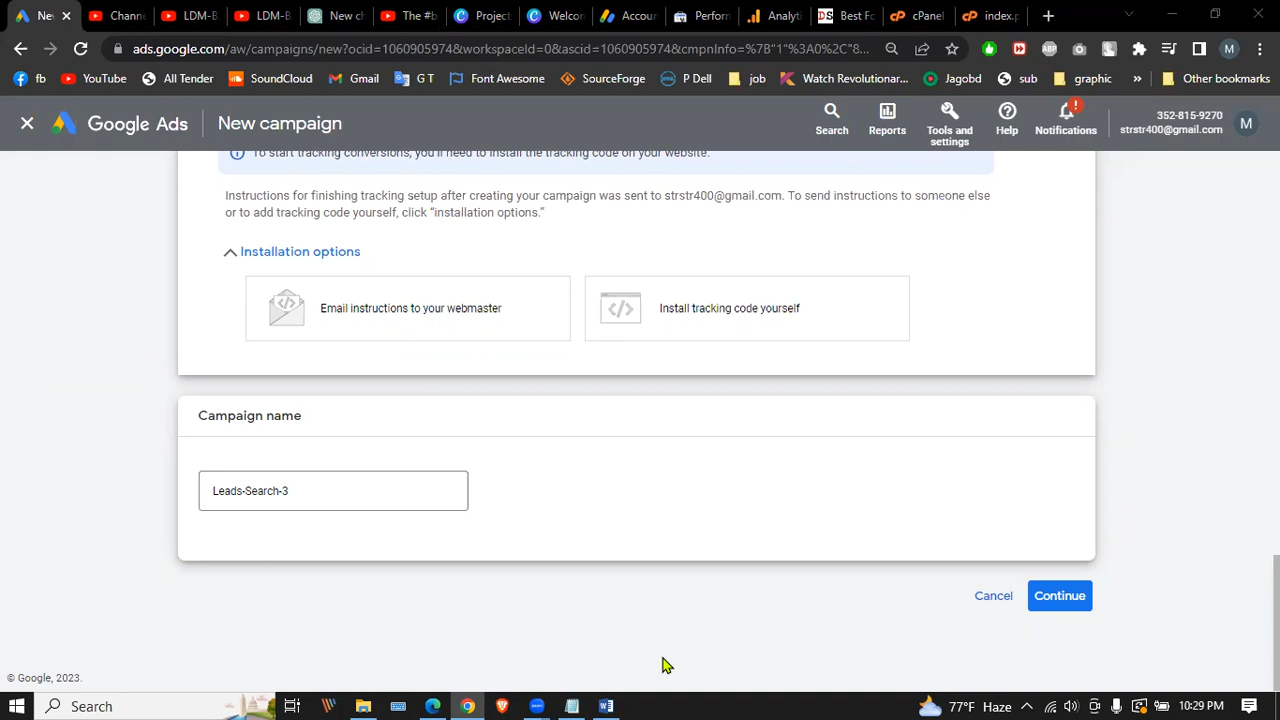 Ne
Chann
LDM-B
LDM-B
New ch
The #b
Project
Welcon
Accour
Perform
Analyti
DS Best Fo
cPanel
index.p
ads.google.com/aw/campaigns/new?ocid=1060905974&workspaceId=0&ascid=1060905974&cmpnInfo=%7B"1"%3A0%2C"8...
ABP
M
fb
YouTube
All Tender
SoundCloud
Gmail
G T
Font Awesome
SourceForge
P Dell
job
Watch Revolutionar...
Jagobd
sub
graphic
»
Other bookmarks
Google Ads
New campaign
Search
Reports
Tools and
settings
Help
!
Notifications
352-815-9270
strstr400@gmail.com
M
To start tracking conversions, you'll need to install the tracking code on your website.
Instructions for finishing tracking setup after creating your campaign was sent to strstr400@gmail.com. To send instructions to someone else
or to add tracking code yourself, click “installation options.”
Installation options
Email instructions to your webmaster
Install tracking code yourself
Campaign name
Leads-Search-3
Cancel
Continue
© Google, 2023.
Search
77°F Haze
10:29 PM